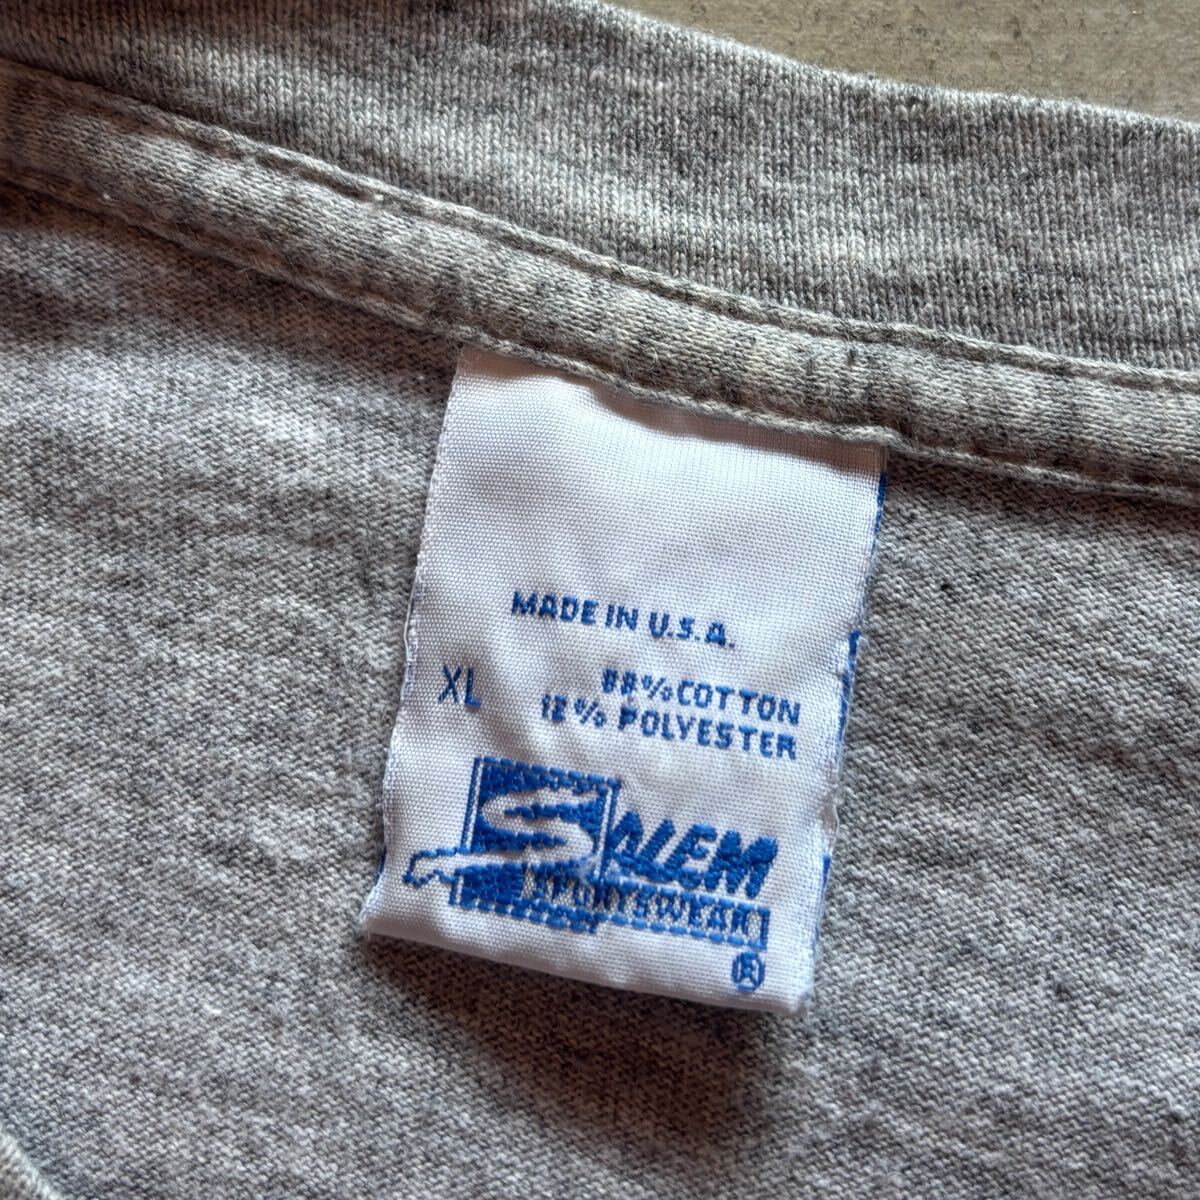 MADE IN U.S.A.
XL
88% COTTON
12% POLYESTER
SALEM
SPORTSWEAR
®